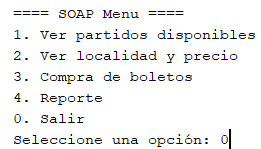 ==== SOAP Menu ====
1. Ver partidos disponibles
2. Ver localidad y precio
3. Compra de boletos
4. Reporte
0. Salir
Seleccione una opción: 0